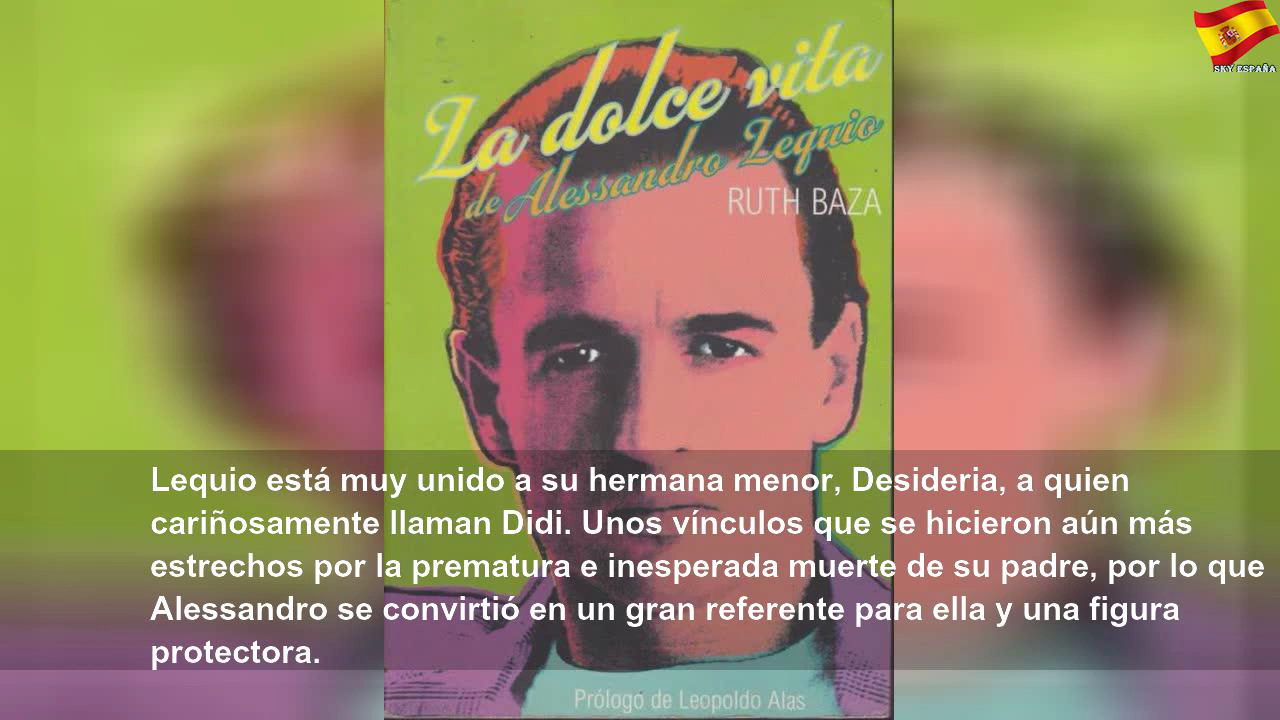 SKY ESPAÑA
La dolce vita
de Alessandro Lequio
RUTH BAZA
Lequio está muy unido a su hermana menor, Desideria, a quien
cariñosamente llaman Didi. Unos vínculos que se hicieron aún más
estrechos por la prematura e inesperada muerte de su padre, por lo que
Alessandro se convirtió en un gran referente para ella y una figura
protectora.
Prólogo de Leopoldo Alas